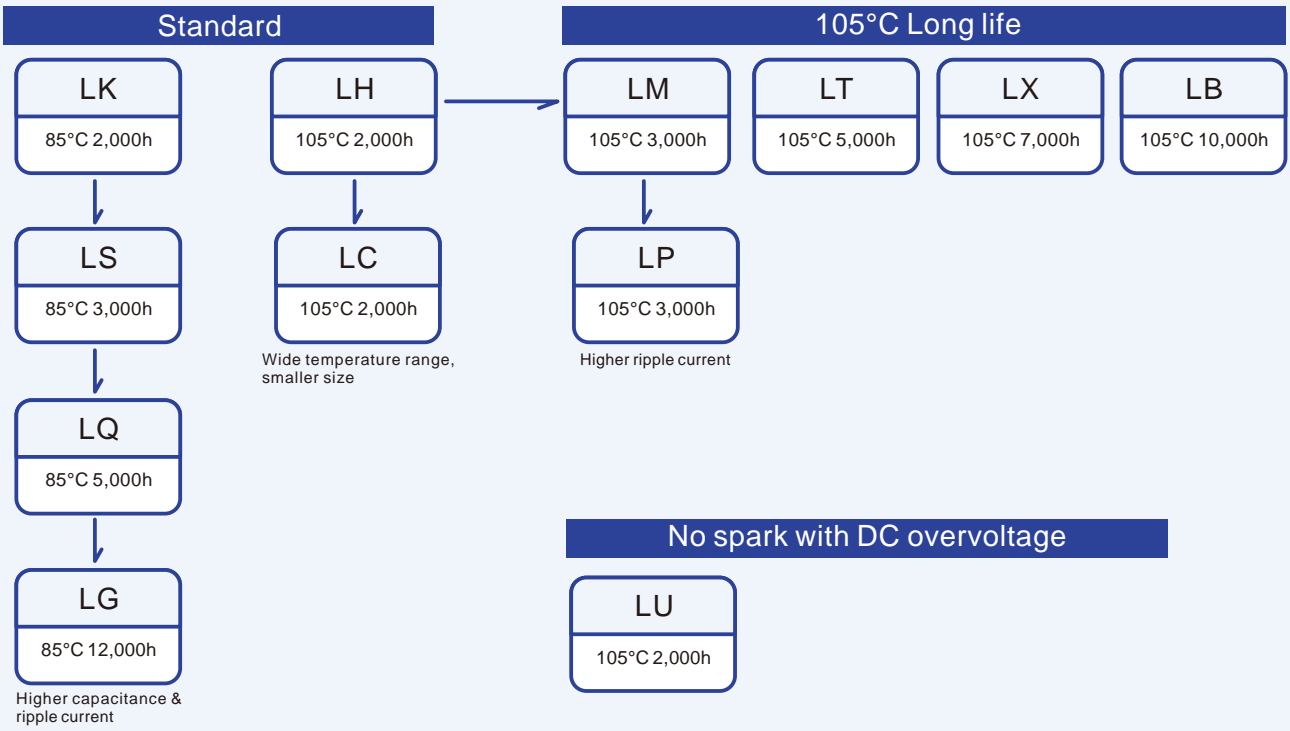 Standard
LK
85°C 2,000h
LS
85°C 3,000h
LQ
85°C 5,000h
LG
85°C 12,000h
Higher capacitance &
ripple current
LH
105°C 2,000h
LC
105°C 2,000h
Wide temperature range,
smaller size
105°C Long life
LM
105°C 3,000h
LP
105°C 3,000h
Higher ripple current
LT
105°C 5,000h
LX
105°C 7,000h
LB
105°C 10,000h
No spark with DC overvoltage
LU
105°C 2,000h